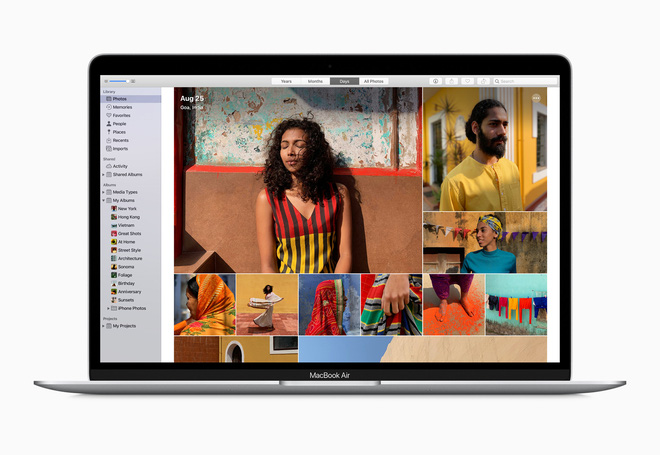 Years Months Days All Photos
Search
Library
Photos
Memories
Favorites
People
Places
Recents
Imports
Shared
Activity
Shared Albums
Albums
Media Types
My Albums
New York
Hong Kong
Vietnam
Great Shots
At Home
Street Style
Architecture
Sonoma
Foliage
Birthday
Anniversary
Sunsets
iPhone Photos
Projects
My Projects
Aug 25
Goa, India
MacBook Air